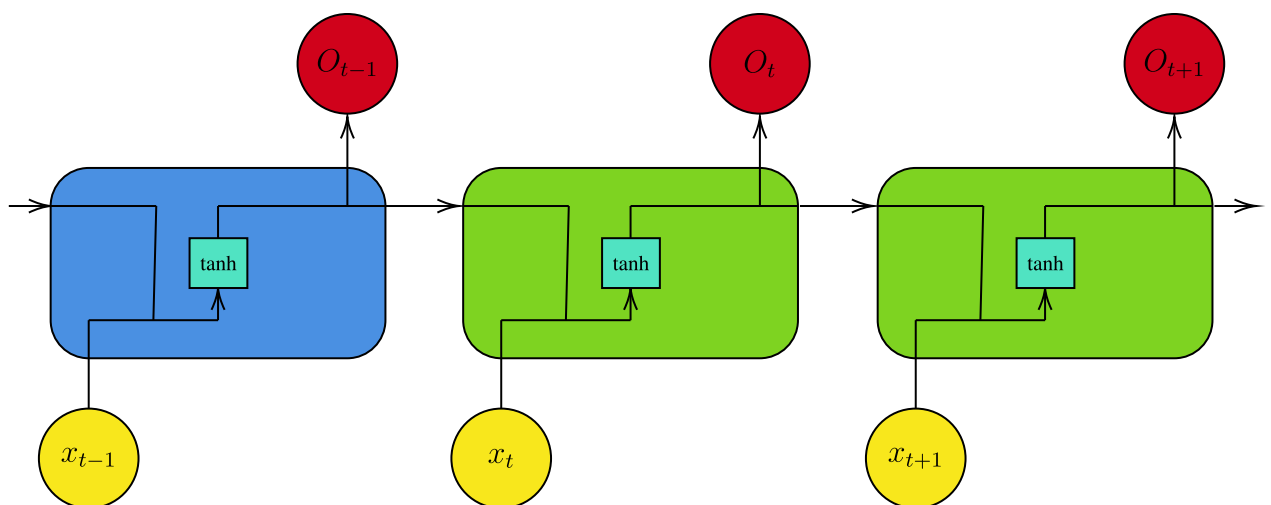 O_{t−1} O_t O_{t+1}
tanh tanh tanh
x_{t−1} x_t x_{t+1}